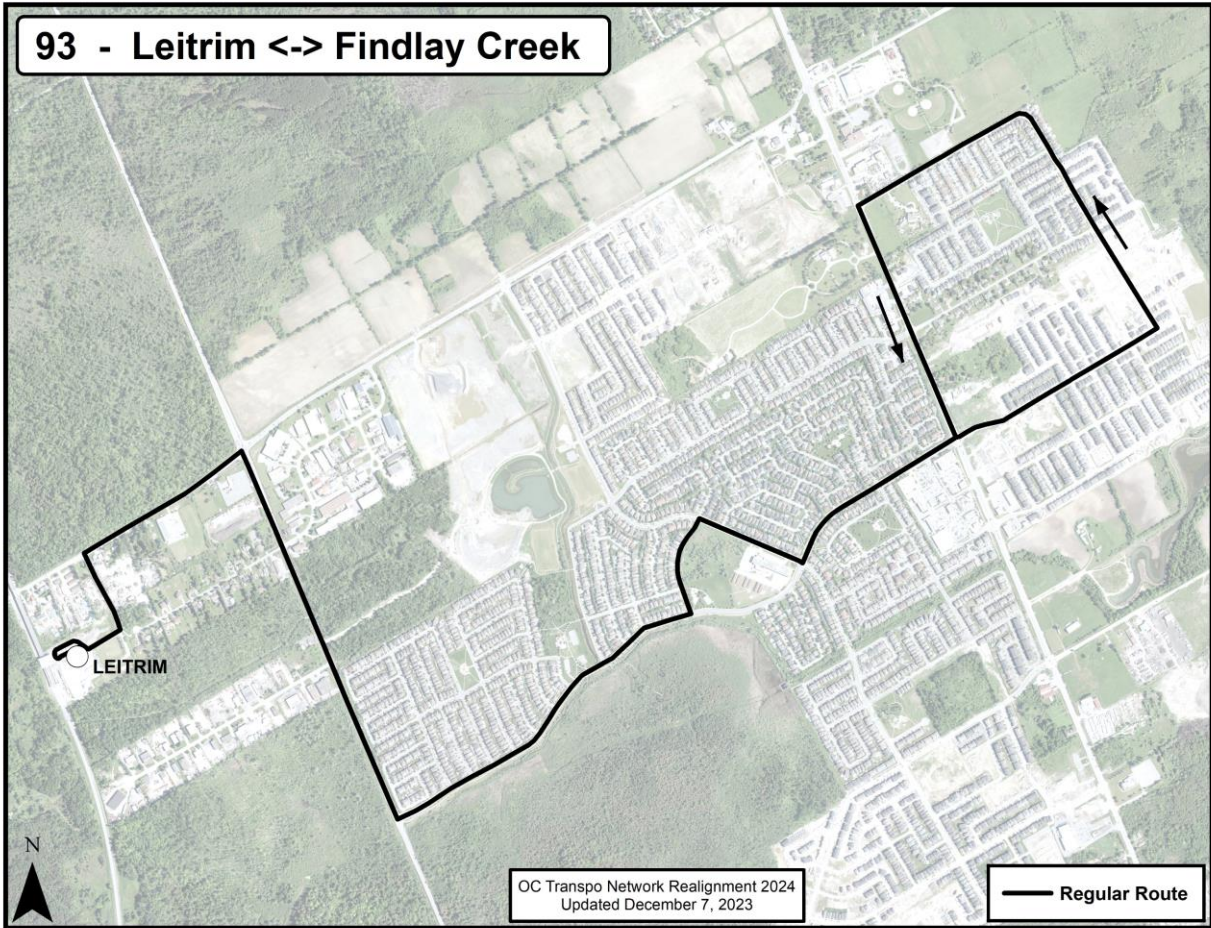 93 - Leitrim <-> Findlay Creek
LEITRIM
N
OC Transpo Network Realignment 2024
Updated December 7, 2023
Regular Route